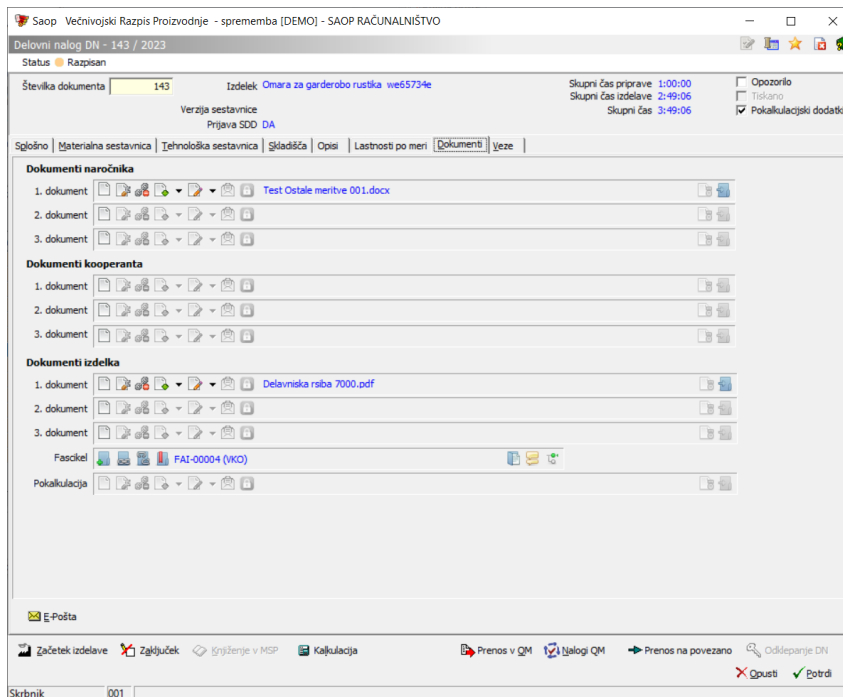 Saop Večnivojski Razpis Proizvodnje - sprememba [DEMO] - SAOP RAČUNALNIŠTVO
Delovni nalog DN - 143 / 2023
Status Razpisan
Številka dokumenta 143 Izdelek Omara za garderobo rustika we65734e Skupni čas priprave 1:00:00 Opozorilo
Skupni čas izdelave 2:49:06 Tiskano
Verzija sestavnice Skupni čas 3:49:06 Pokalkulacijski dodatki
Prijava SDD DA
Splošno Materialna sestavnica Tehnološka sestavnica Skladišča Opisi Lastnosti po meri Dokumenti Veze
Dokumenti naročnika
1. dokument Test Ostale meritve 001.docx
2. dokument
3. dokument
Dokumenti kooperanta
1. dokument
2. dokument
3. dokument
Dokumenti izdelka
1. dokument Delavniska rsiba 7000.pdf
2. dokument
3. dokument
Fascikel FAI-00004 (VKO)
Pokalkulacija
E-Pošta
Začetek izdelave Zaključek Knjiženje v MSP Kalkulacija Prenos v QM Nalogi QM Prenos na povezano Odklepanje DN
Opusti Potrdi
Skrbnik 001